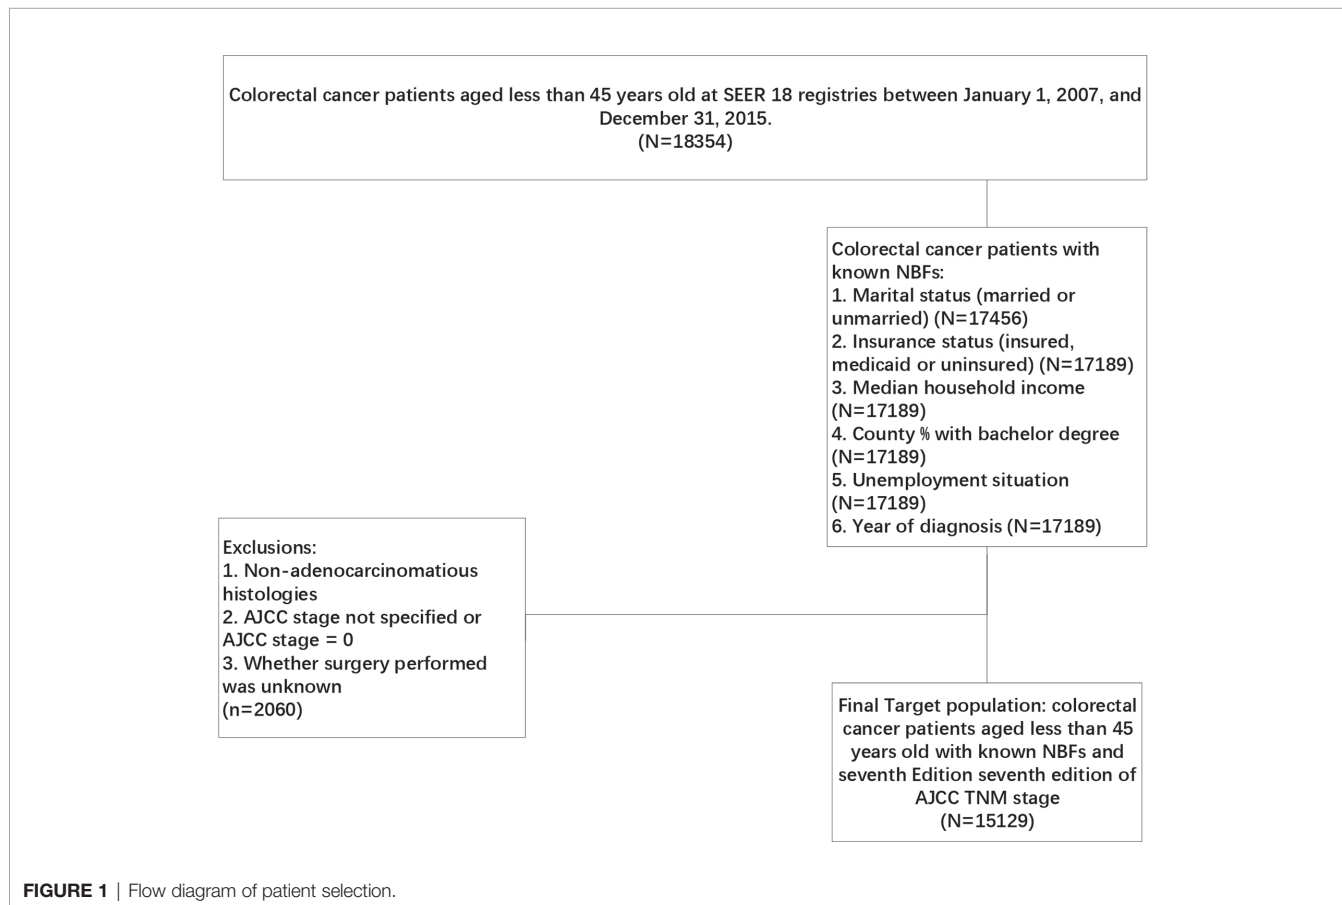 Colorectal cancer patients aged less than 45 years old at SEER 18 registries between January 1, 2007, and
December 31, 2015.
(N=18354)
Colorectal cancer patients with
known NBFs:
1. Marital status (married or
unmarried) (N=17456)
2. Insurance status (insured,
medicaid or uninsured) (N=17189)
3. Median household income
(N=17189)
4. County % with bachelor degree
(N=17189)
5. Unemployment situation
(N=17189)
6. Year of diagnosis (N=17189)
Exclusions:
1. Non-adenocarcinomatious
histologies
2. AJCC stage not specified or
AJCC stage = 0
3. Whether surgery performed
was unknown
(n=2060)
Final Target population: colorectal
cancer patients aged less than 45
years old with known NBFs and
seventh Edition seventh edition of
AJCC TNM stage
(N=15129)
FIGURE 1 | Flow diagram of patient selection.